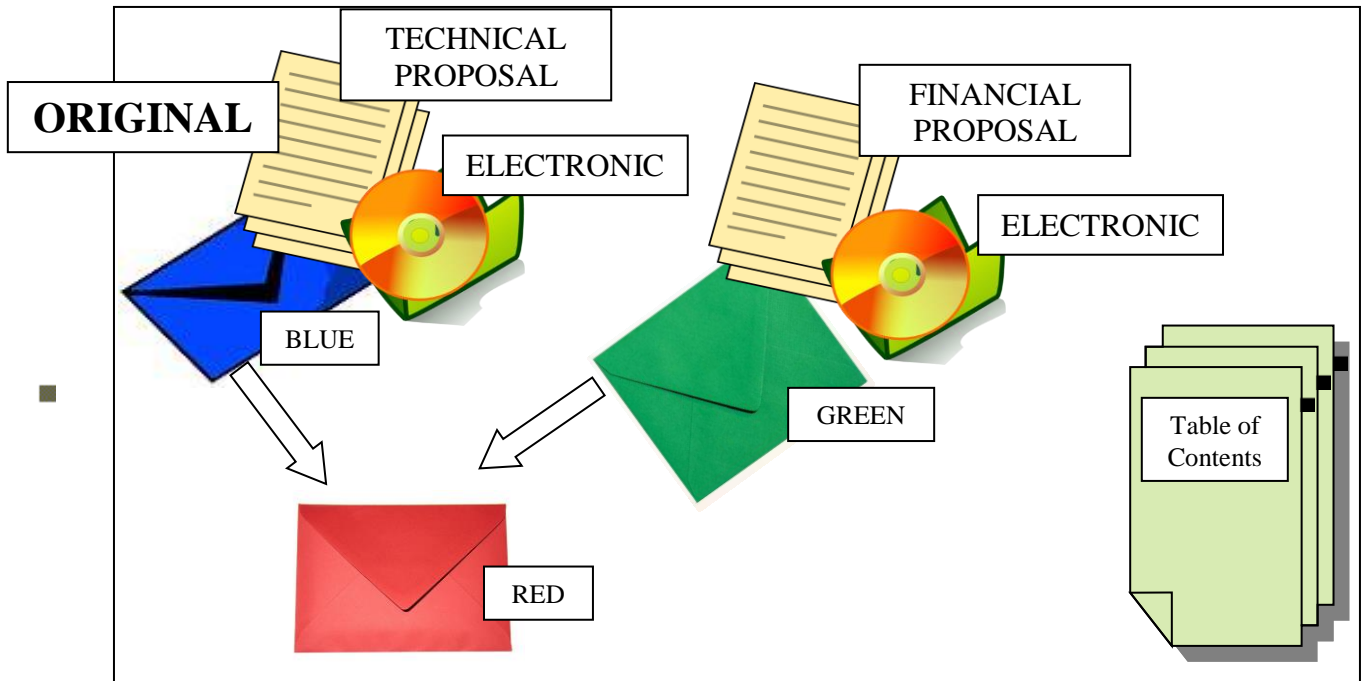 TECHNICAL
PROPOSAL
ORIGINAL
FINANCIAL
PROPOSAL
ELECTRONIC
ELECTRONIC
BLUE
GREEN
Table of
Contents
RED